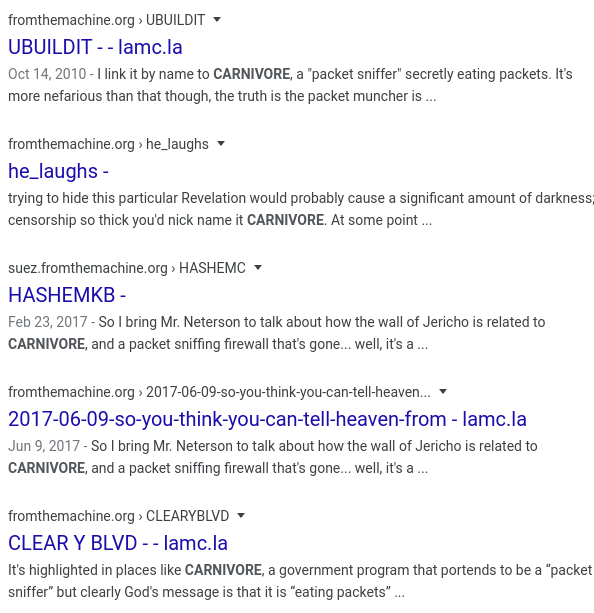 fromthemachine.org › UBUILDIT
UBUILDIT - - lamc.la
Oct 14, 2010 - I link it by name to CARNIVORE, a "packet sniffer" secretly eating packets. It's
more nefarious than that though, the truth is the packet muncher is ...
fromthemachine.org › he_laughs
he_laughs -
trying to hide this particular Revelation would probably cause a significant amount of darkness;
censorship so thick you'd nick name it CARNIVORE. At some point ...
suez.fromthemachine.org › HASHEMC
HASHEMKB -
Feb 23, 2017 - So I bring Mr. Neterson to talk about how the wall of Jericho is related to
CARNIVORE, and a packet sniffing firewall that's gone... well, it's a ...
fromthemachine.org › 2017-06-09-so-you-think-you-can-tell-heaven...
2017-06-09-so-you-think-you-can-tell-heaven-from - lamc.la
Jun 9, 2017 - So I bring Mr. Neterson to talk about how the wall of Jericho is related to
CARNIVORE, and a packet sniffing firewall that's gone... well, it's a ...
fromthemachine.org › CLEARYBLVD
CLEAR Y BLVD - - lamc.la
It's highlighted in places like CARNIVORE, a government program that portends to be a “packet
sniffer” but clearly God's message is that it is “eating packets” ...